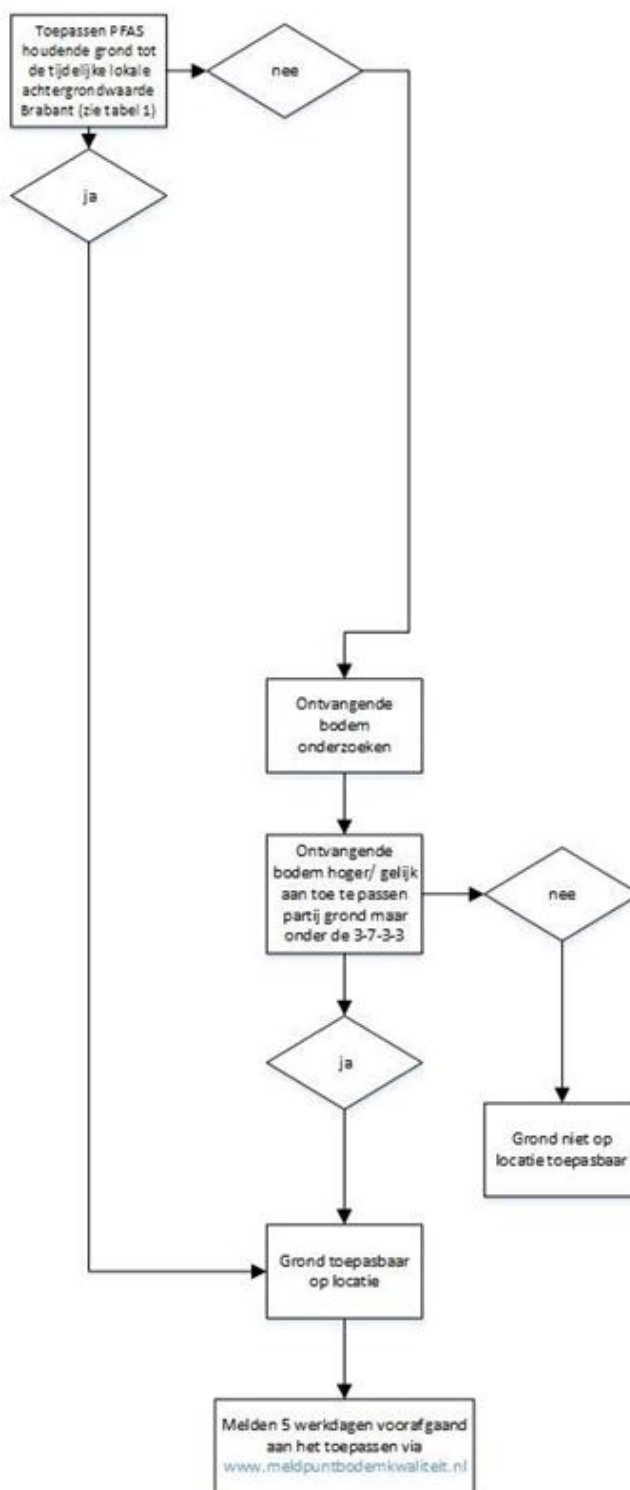 Toepassen PFAS
houdende grond tot
de tijdelijke lokale
achtergrondwaarde
Brabant (zie tabel 1)
nee
ja
Ontvangende
bodem
onderzoeken
Ontvangende
bodem hoger/ gelijk
aan toe te passen
partij grond maar
onder de 3-7-3-3
nee
ja
Grond niet op
locatie toepasbaar
Grond toepasbaar
op locatie
Melden 5 werkdagen voorafgaand
aan het toepassen via
www.meldpuntbodemkwaliteit.nl